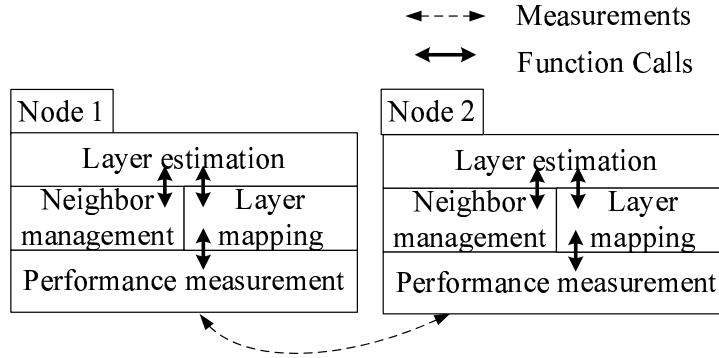 Measurements
Function Calls
Node 1
Layer estimation
Neighbor
management
Layer
mapping
Performance measurement
Node 2
Layer estimation
Neighbor
management
Layer
mapping
Performance measurement